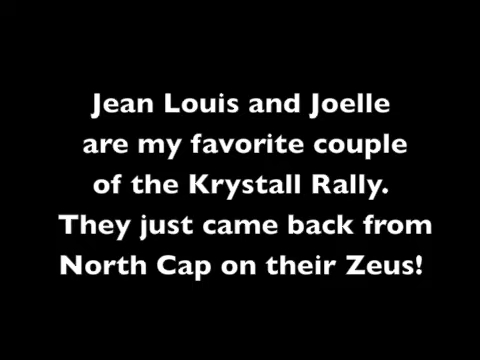 Jean Louis and Joelle
are my favorite couple
of the Krystall Rally.
They just came back from
North Cap on their Zeus!